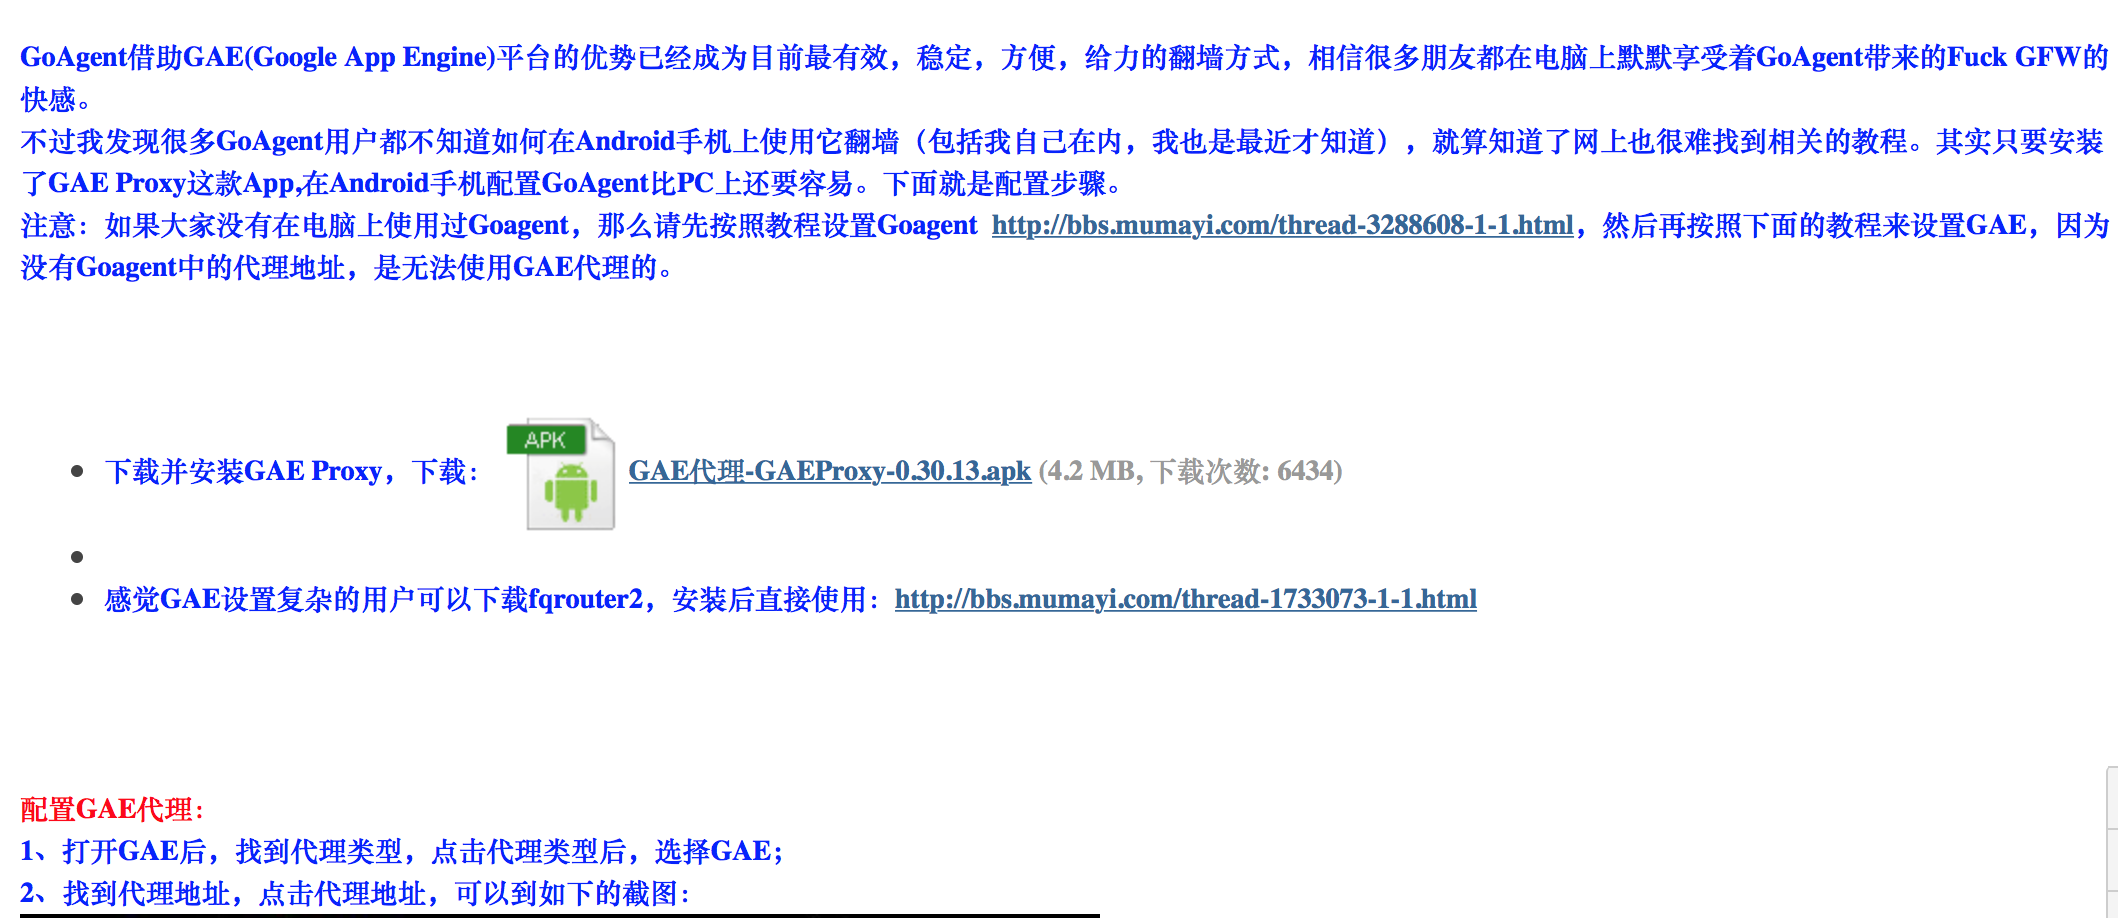 GoAgent借助GAE(Google App Engine)平台的优势已经成为目前最有效，稳定，方便，给力的翻墙方式，相信很多朋友都在电脑上默默享受着GoAgent带来的Fuck GFW的
快感。
不过我发现很多GoAgent用户都不知道如何在Android手机上使用它翻墙（包括我自己在内，我也是最近才知道），就算知道了网上也很难找到相关的教程。其实只要安装
了GAE Proxy这款App,在Android手机配置GoAgent比PC上还要容易。下面就是配置步骤。
注意：如果大家没有在电脑上使用过Goagent，那么请先按照教程设置Goagent http://bbs.mumayi.com/thread-3288608-1-1.html，然后再按照下面的教程来设置GAE，因为
没有Goagent中的代理地址，是无法使用GAE代理的。
APK
下载并安装GAE Proxy，下载： GAE代理-GAEProxy-0.30.13.apk (4.2 MB, 下载次数: 6434)
感觉GAE设置复杂的用户可以下载fqrouter2，安装后直接使用：http://bbs.mumayi.com/thread-1733073-1-1.html
配置GAE代理：
1、打开GAE后，找到代理类型，点击代理类型后，选择GAE；
2、找到代理地址，点击代理地址，可以到如下的截图：